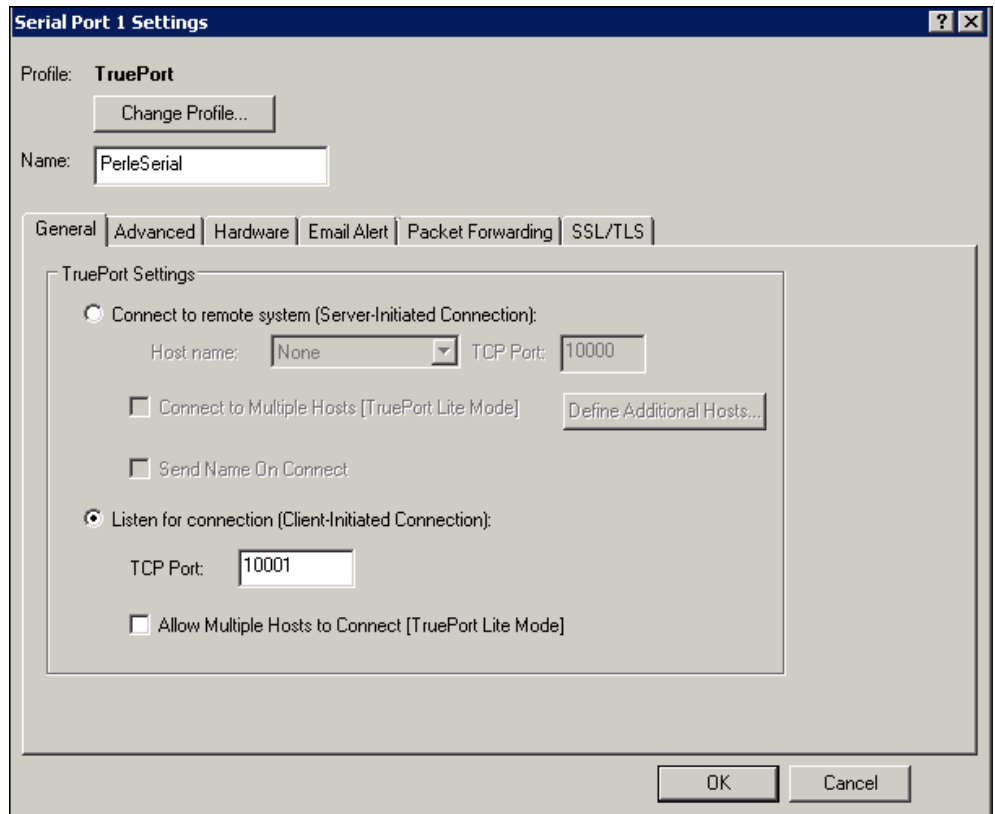 Serial Port 1 Settings
Profile: TruePort
Change Profile...
Name: PerleSerial
General Advanced Hardware Email Alert Packet Forwarding SSL/TLS
TruePort Settings
Connect to remote system (Server-Initiated Connection):
Host name: None TCP Port: 10000
Connect to Multiple Hosts [TruePort Lite Mode] Define Additional Hosts...
Send Name On Connect
Listen for connection (Client-Initiated Connection):
TCP Port: 10001
Allow Multiple Hosts to Connect [TruePort Lite Mode]
OK Cancel